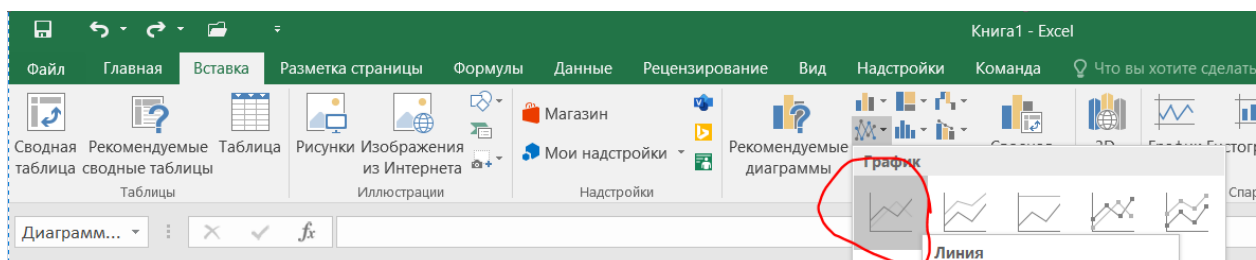 Книга1 - Excel
Файл Главная Вставка Разметка страницы Формулы Данные Рецензирование Вид Надстройки Команда Что вы хотите сделать
Магазин
Мои надстройки
Сводная таблица
Рекомендуемые сводные таблицы
Таблица
Рисунки
Изображения из Интернета
Рекомендуемые диаграммы
Таблицы Иллюстрации Надстройки
График
Диаграмм... fx
Линия